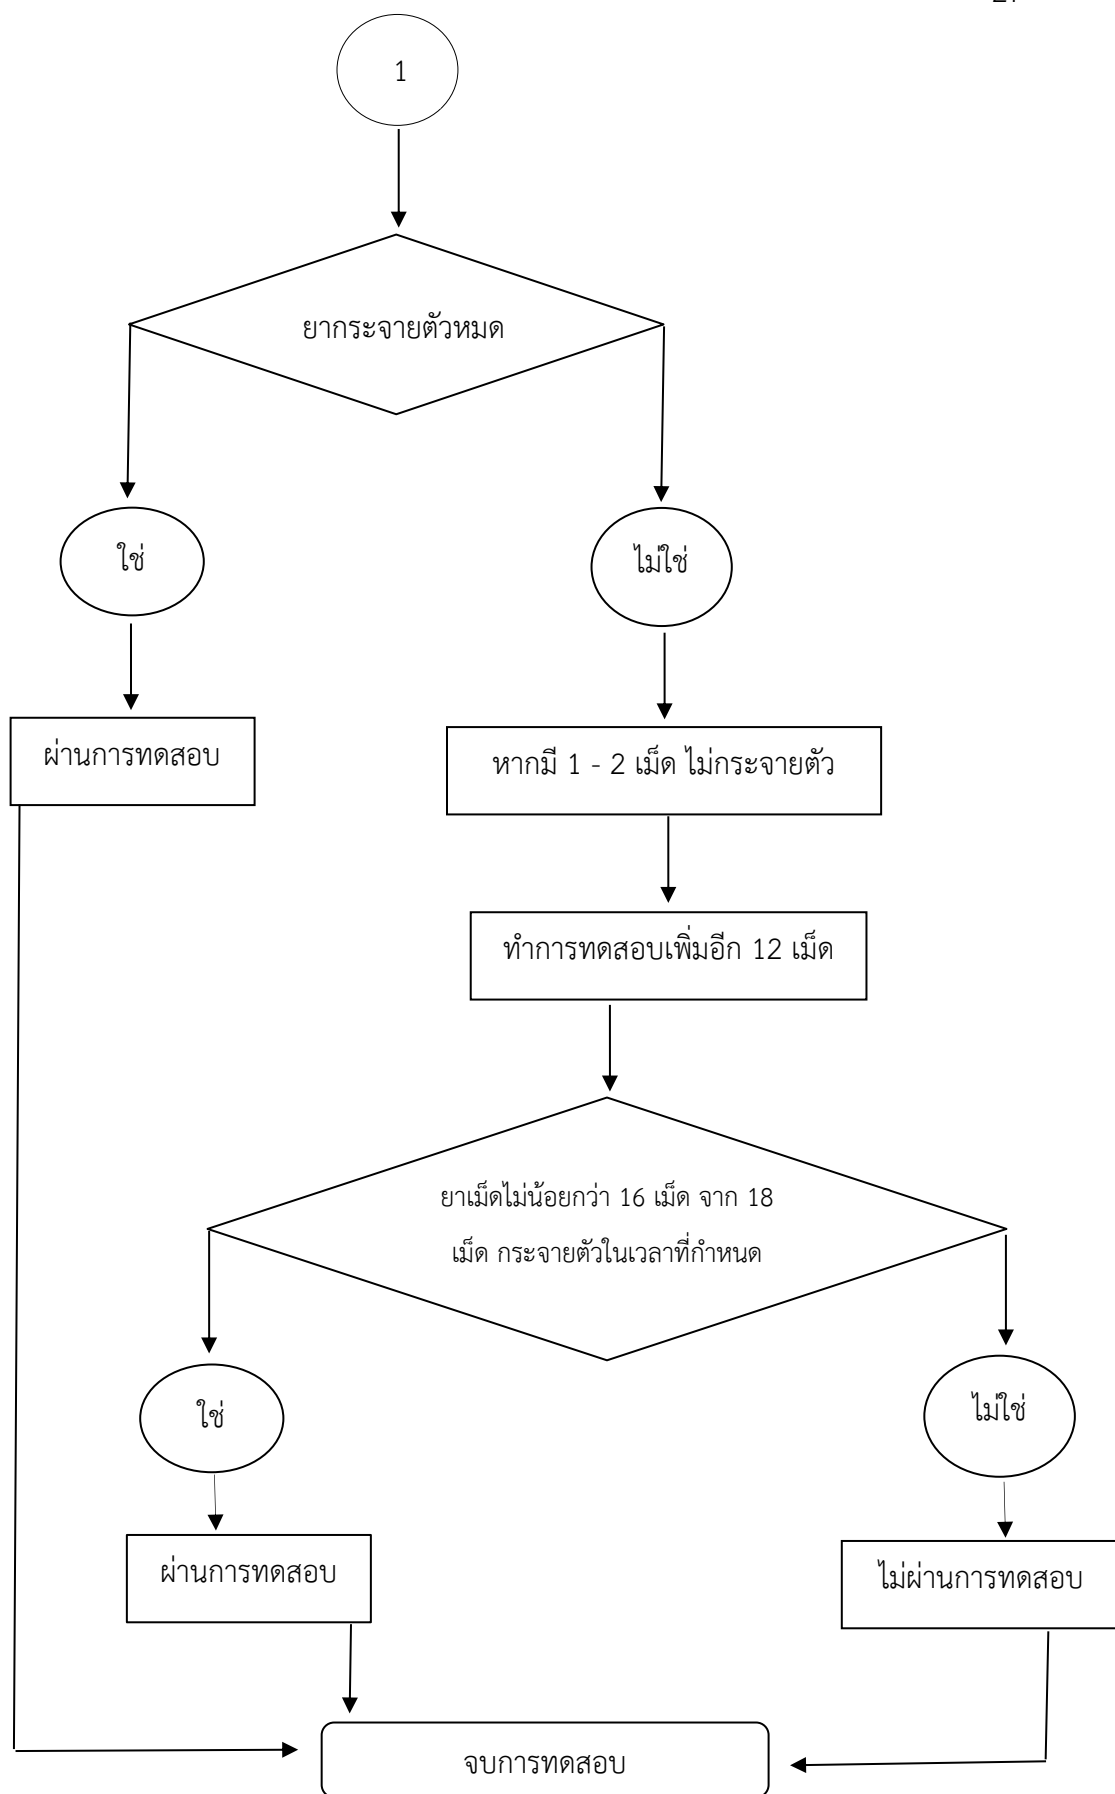 1
ยากระจายตัวหมด
ใช่
ไม่ใช่
ผ่านการทดสอบ
หากมี 1 - 2 เม็ด ไม่กระจายตัว
ทำการทดสอบเพิ่มอีก 12 เม็ด
ยาเม็ดไม่น้อยกว่า 16 เม็ด จาก 18
เม็ด กระจายตัวในเวลาที่กำหนด
ใช่
ไม่ใช่
ผ่านการทดสอบ
ไม่ผ่านการทดสอบ
จบการทดสอบ